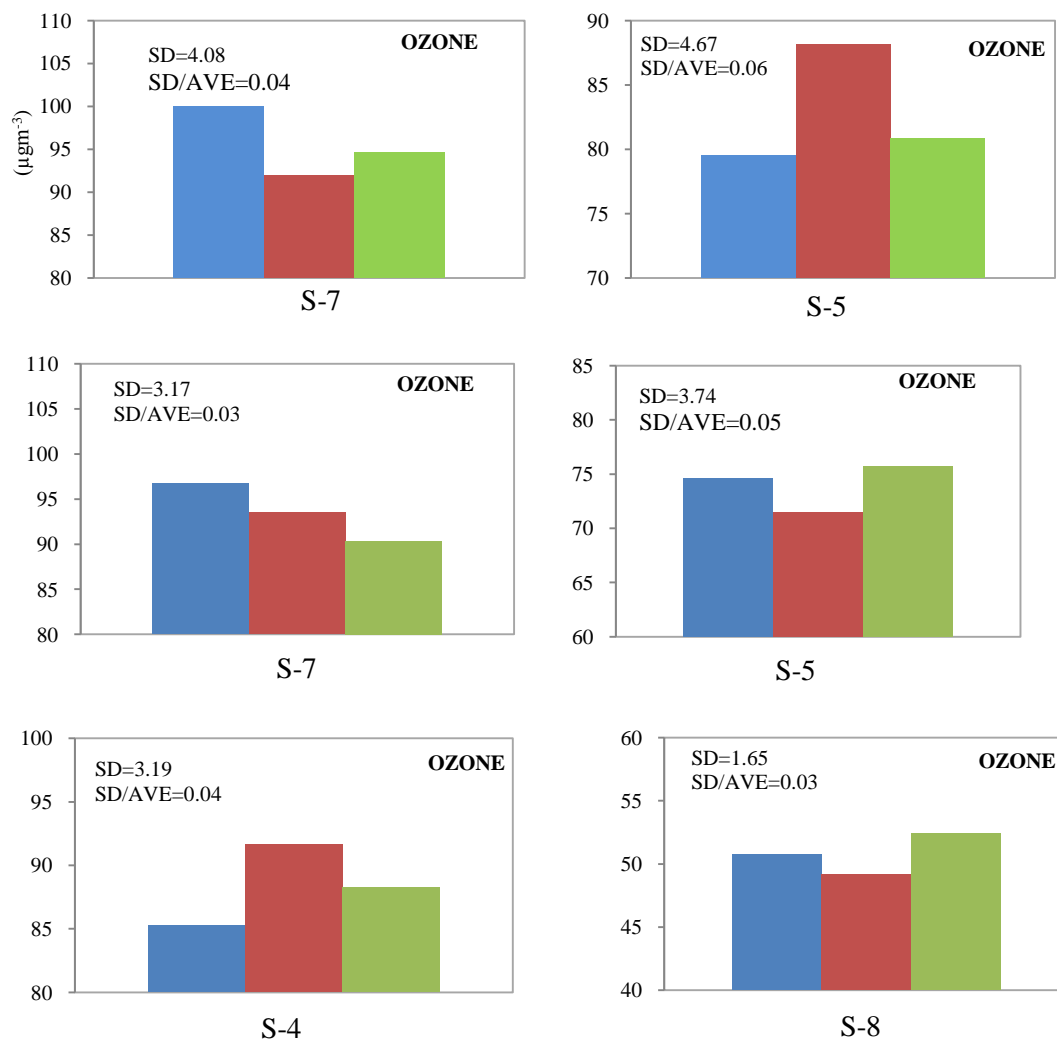 110
105
100
95
90
85
80
(µgm-3)
SD=4.08
SD/AVE=0.04
OZONE
S-7
90
85
80
75
70
SD=4.67
SD/AVE=0.06
OZONE
S-5
110
105
100
95
90
85
80
SD=3.17
SD/AVE=0.03
OZONE
S-7
85
80
75
70
65
60
SD=3.74
SD/AVE=0.05
OZONE
S-5
100
95
90
85
80
SD=3.19
SD/AVE=0.04
OZONE
S-4
60
55
50
45
40
SD=1.65
SD/AVE=0.03
OZONE
S-8